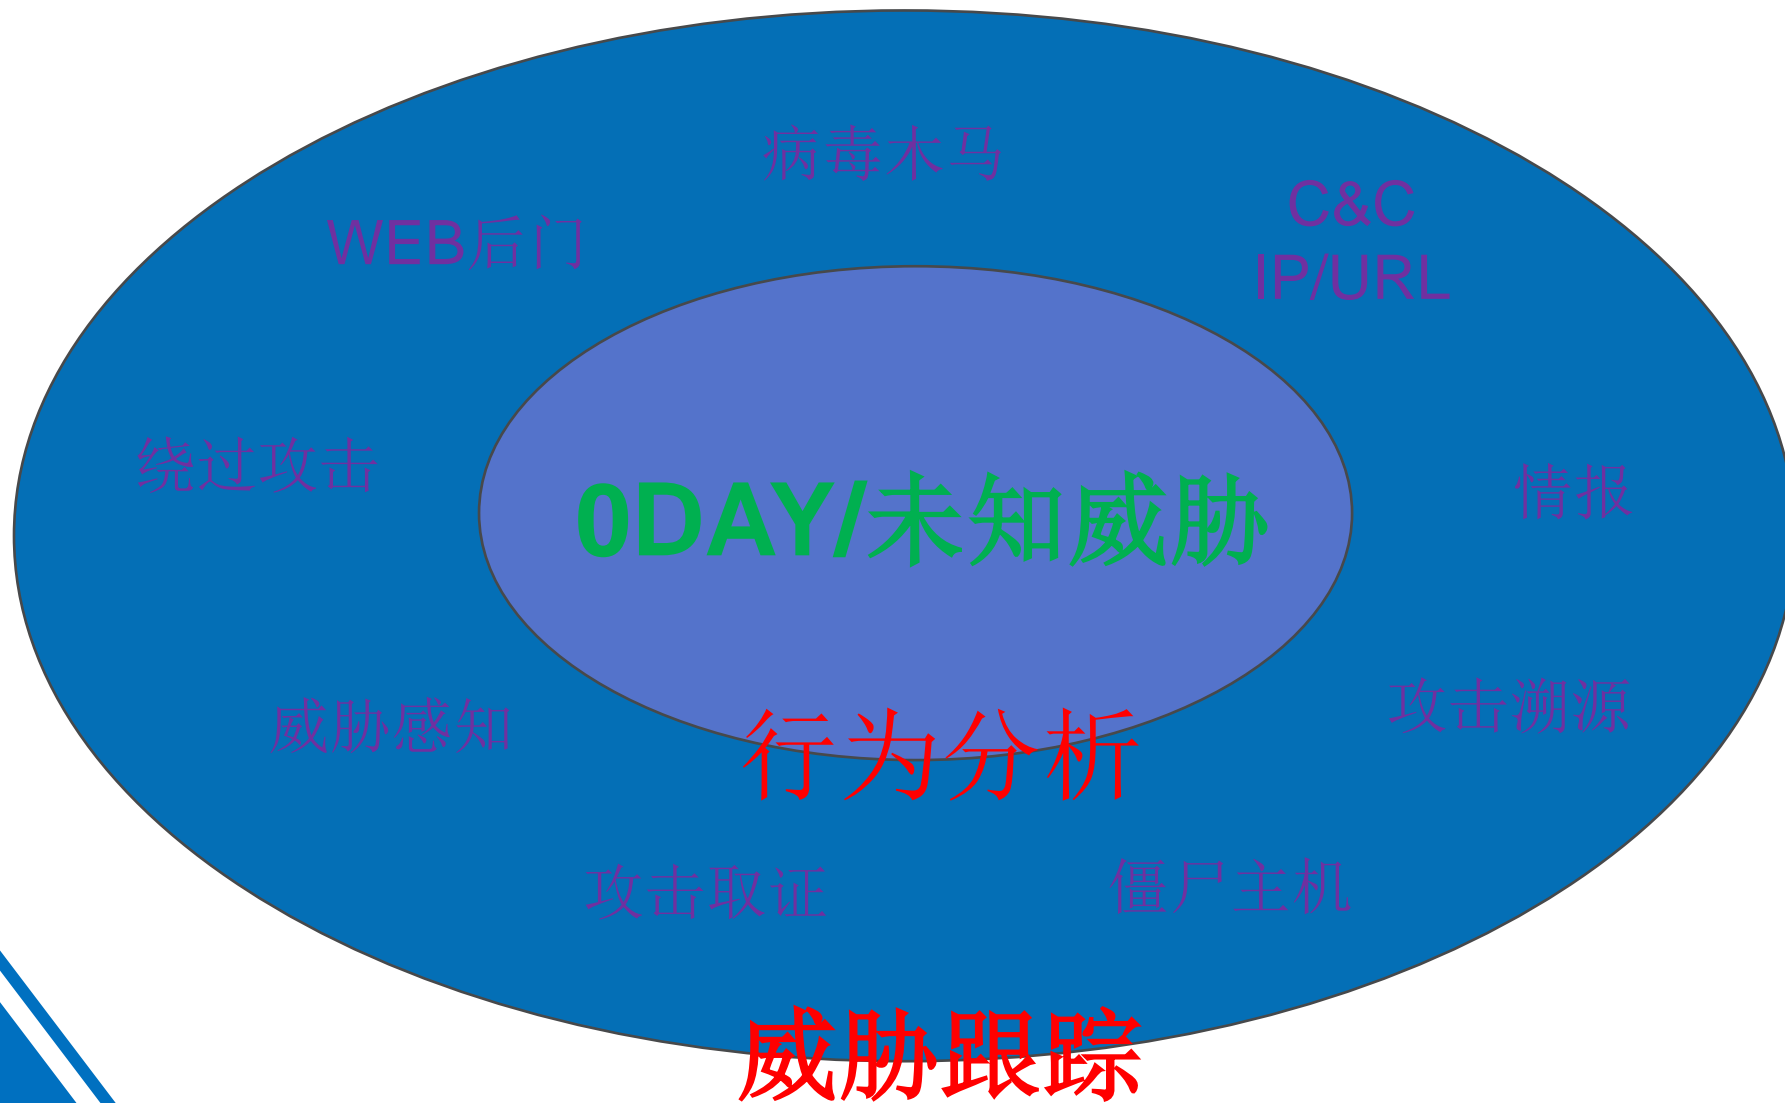 病毒木马
C&C
IP/URL
WEB后门
绕过攻击
0DAY/未知威胁
情报
威胁感知
行为分析
攻击溯源
攻击取证
僵尸主机
威胁跟踪